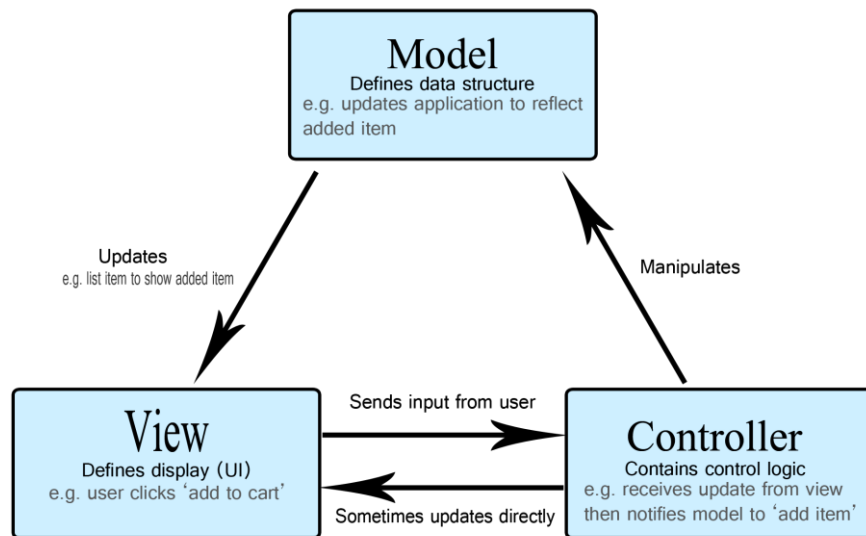 Model
Defines data structure
e.g. updates application to reflect
added item
Updates
e.g. list item to show added item
Manipulates
View
Defines display (UI)
e.g. user clicks ‘add to cart’
Sends input from user
Sometimes updates directly
Controller
Contains control logic
e.g. receives update from view
then notifies model to ‘add item’